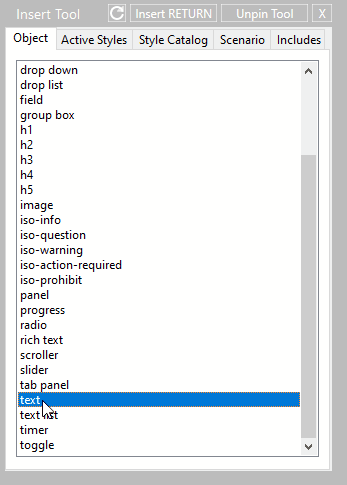 Insert Tool Insert RETURN Unpin Tool X
Object Active Styles Style Catalog Scenario Includes
drop down
drop list
field
group box
h1
h2
h3
h4
h5
image
iso-info
iso-question
iso-warning
iso-action-required
iso-prohibit
panel
progress
radio
rich text
scroller
slider
tab panel
text
timer
toggle